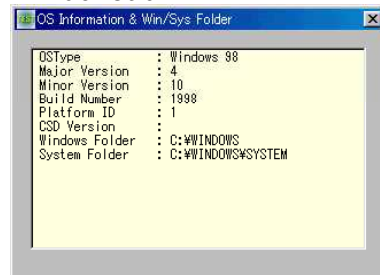 OS Information & Win/Sys Folder
OSType : Windows 98
Major Version : 4
Minor Version : 10
Build Number : 1998
Platform ID : 1
CSD Version :
Windows Folder : C:¥WINDOWS
System Folder : C:¥WINDOWS¥SYSTEM